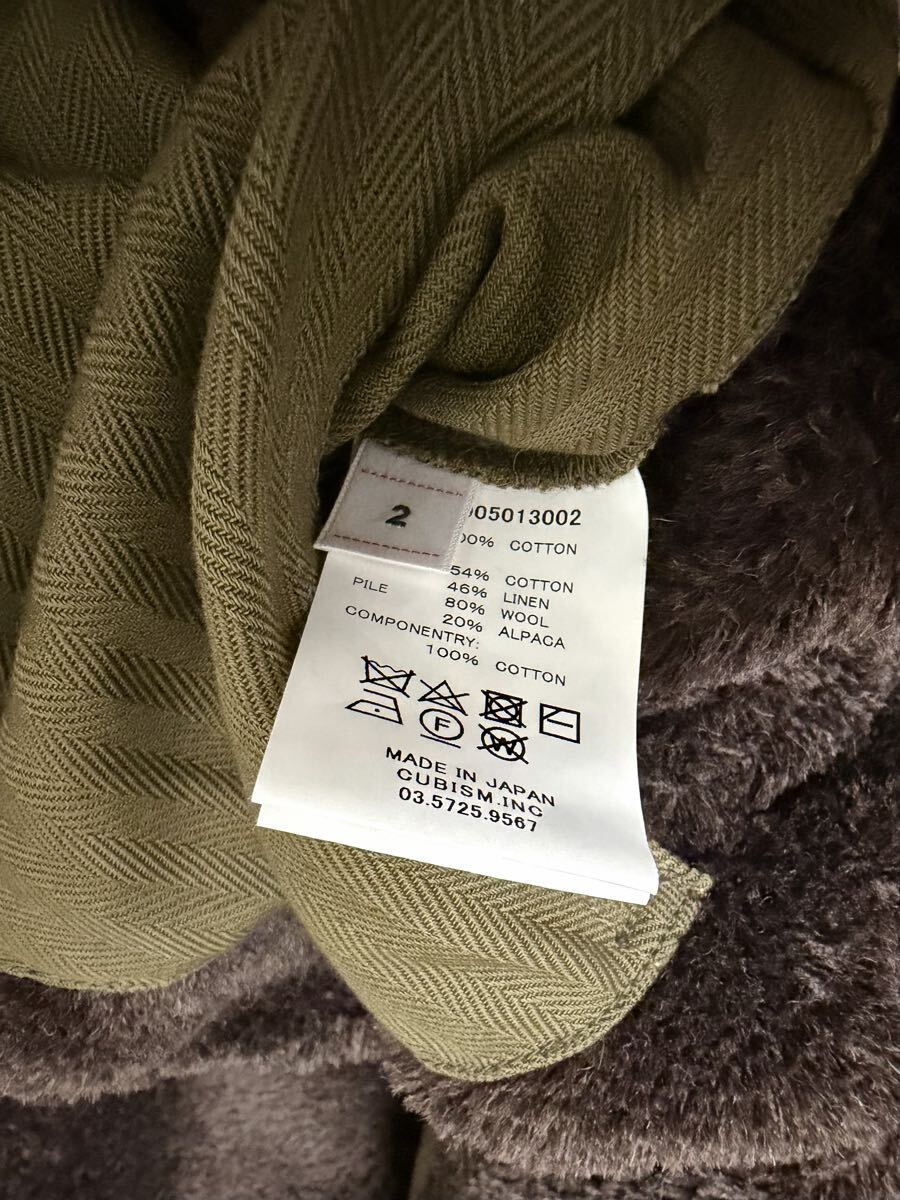 2
05013002
00% COTTON
54% COTTON
46% LINEN
PILE 80% WOOL
20% ALPACA
COMPONENTRY:
100% COTTON
F
W
MADE IN JAPAN
CUBISM.INC
03.5725.9567